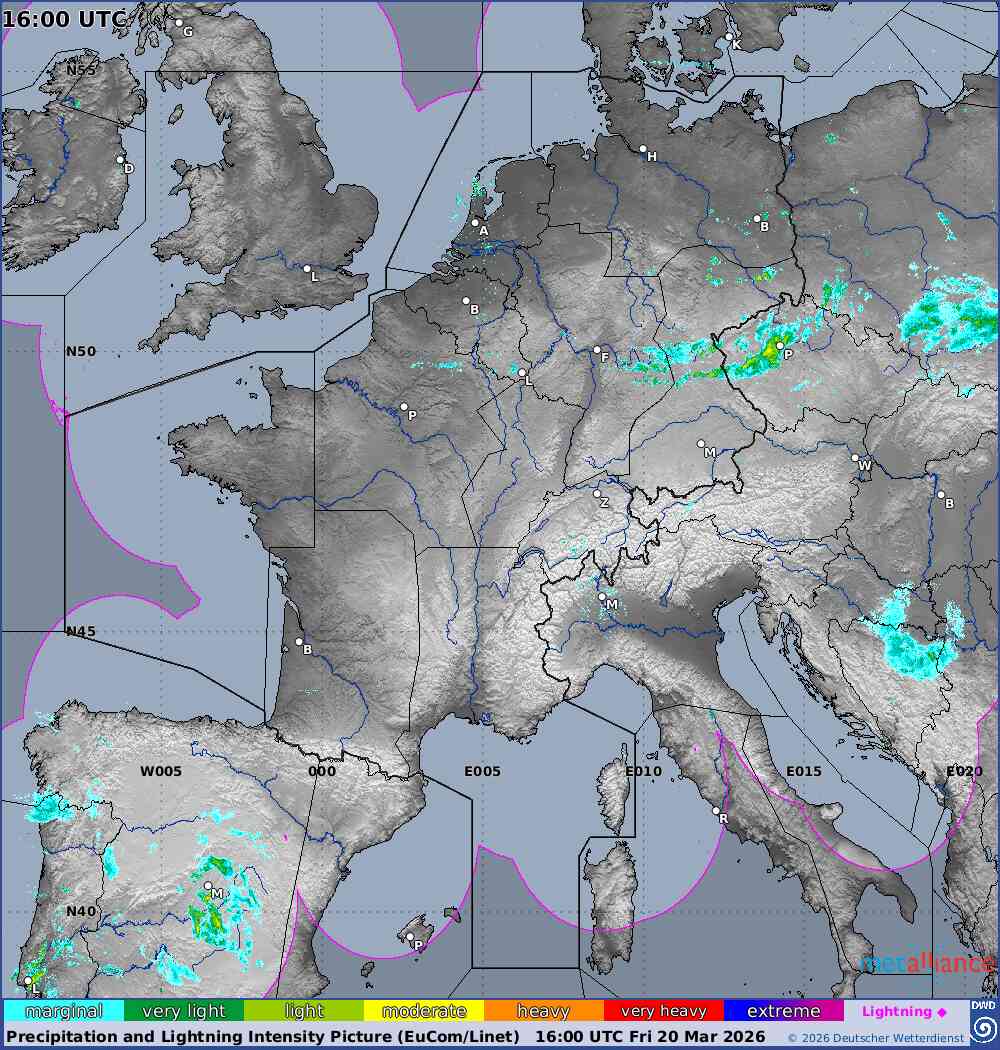 16:00 UTC
G
K
N55
D
H
A
B
L
B
N50
F
P
L
P
M
W
Z
B
M
N45
B
W005
000
E005
E010
E015
E020
R
M
N40
P
L
metalliance
marginal very light light moderate heavy very heavy extreme Lightning ◆
DWD
Precipitation and Lightning Intensity Picture (EuCom/Linet) 16:00 UTC Fri 20 Mar 2026 © 2026 Deutscher Wetterdienst